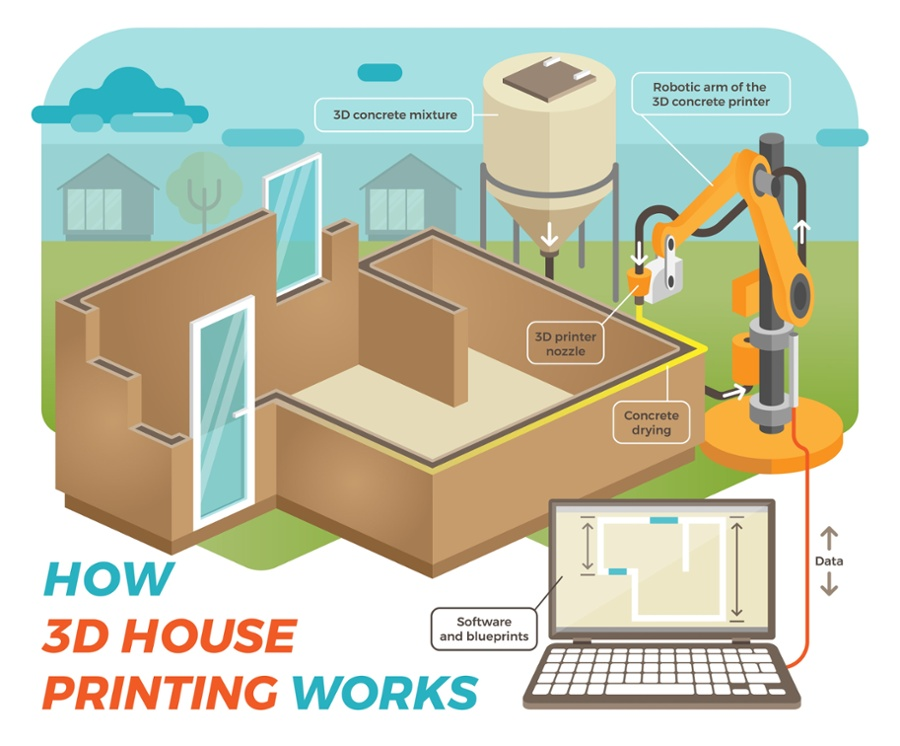 3D concrete mixture
Robotic arm of the
3D concrete printer
3D printer
nozzle
Concrete
drying
Data
Software
and blueprints
HOW
3D HOUSE
PRINTING WORKS